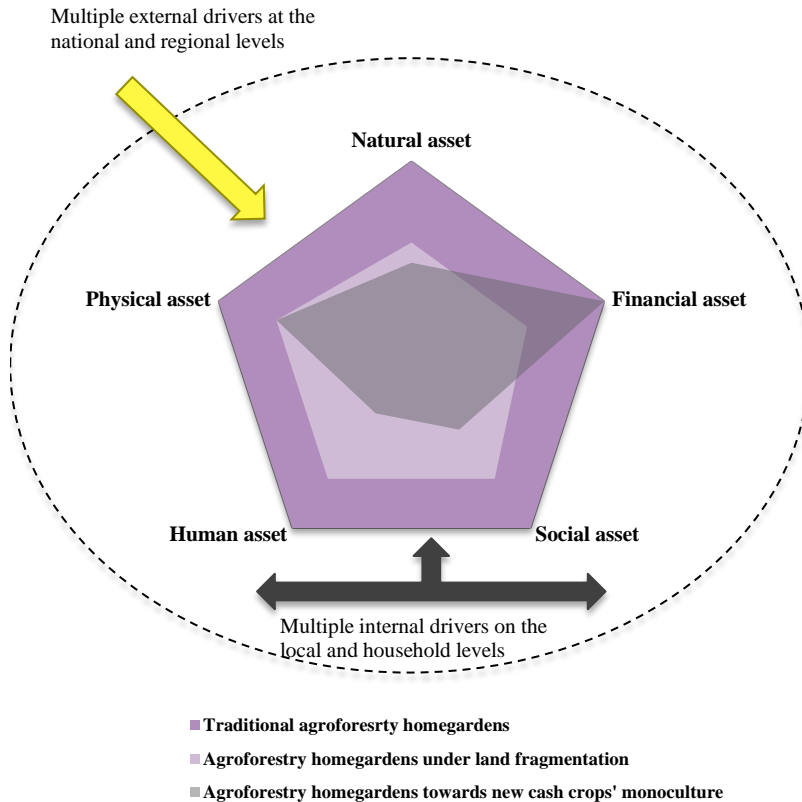 Multiple external drivers at the
national and regional levels
Natural asset
Physical asset
Financial asset
Human asset
Social asset
Multiple internal drivers on the
local and household levels
Traditional agroforesrty homegardens
Agroforestry homegardens under land fragmentation
Agroforestry homegardens towards new cash crops' monoculture